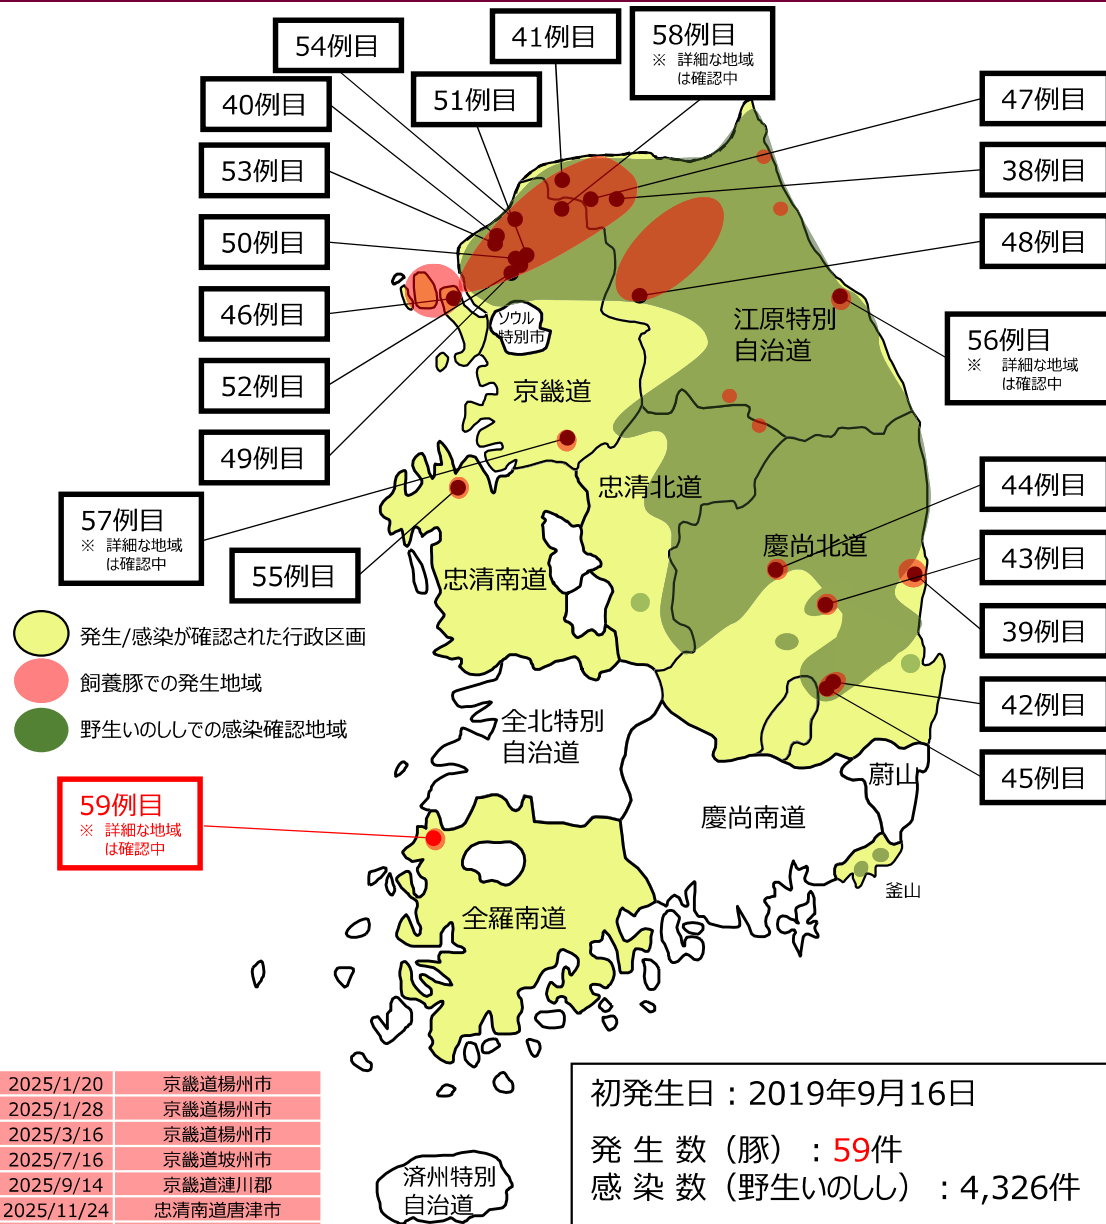 54例目
41例目
58例目
※ 詳細な地域
は確認中
40例目
51例目
47例目
53例目
38例目
50例目
48例目
46例目
ソウル
特別市
江原特別
自治道
56例目
※ 詳細な地域
は確認中
52例目
京畿道
49例目
忠清北道
44例目
57例目
※ 詳細な地域
は確認中
慶尚北道
43例目
55例目
忠清南道
39例目
発生/感染が確認された行政区画
飼養豚での発生地域
野生いのししでの感染確認地域
42例目
全北特別
自治道
45例目
蔚山
59例目
※ 詳細な地域
は確認中
慶尚南道
釜山
全羅南道
2025/1/20 京畿道楊州市
2025/1/28 京畿道楊州市
2025/3/16 京畿道楊州市
2025/7/16 京畿道坡州市
2025/9/14 京畿道漣川郡
2025/11/24 忠清南道唐津市
済州特別
自治道
初発生日：2019年9月16日
発 生 数（豚）：59件
感 染 数（野生いのしし）：4,326件